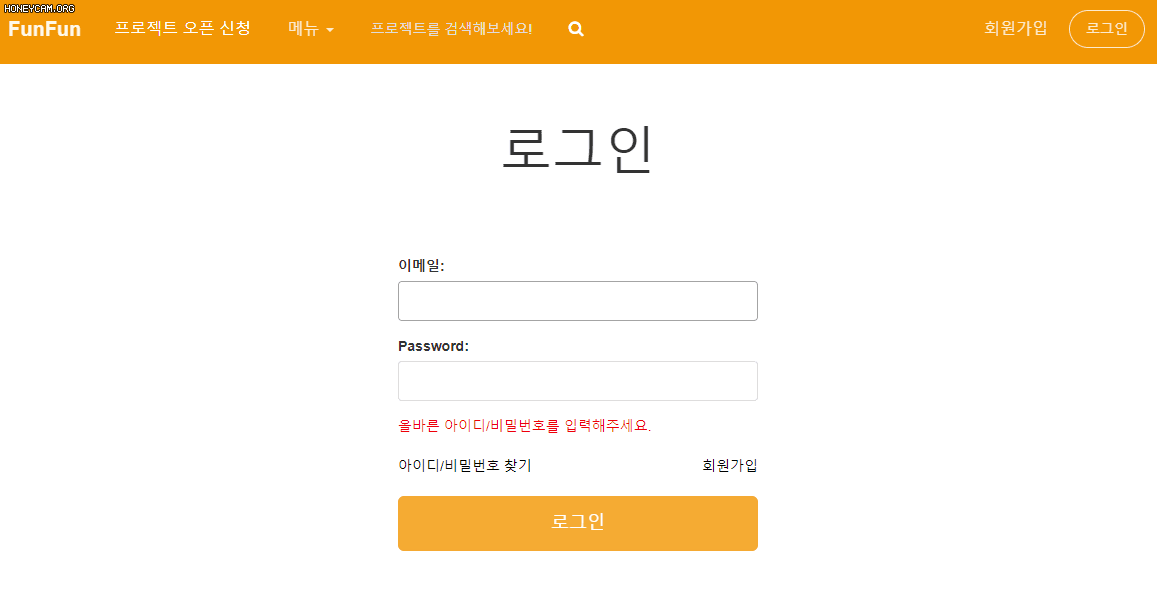 HONEYCAM.ORG
FunFun 프로젝트 오픈 신청 메뉴 프로젝트를 검색해보세요! 회원가입 로그인
로그인
이메일:
Password:
올바른 아이디/비밀번호를 입력해주세요.
아이디/비밀번호 찾기 회원가입
로그인